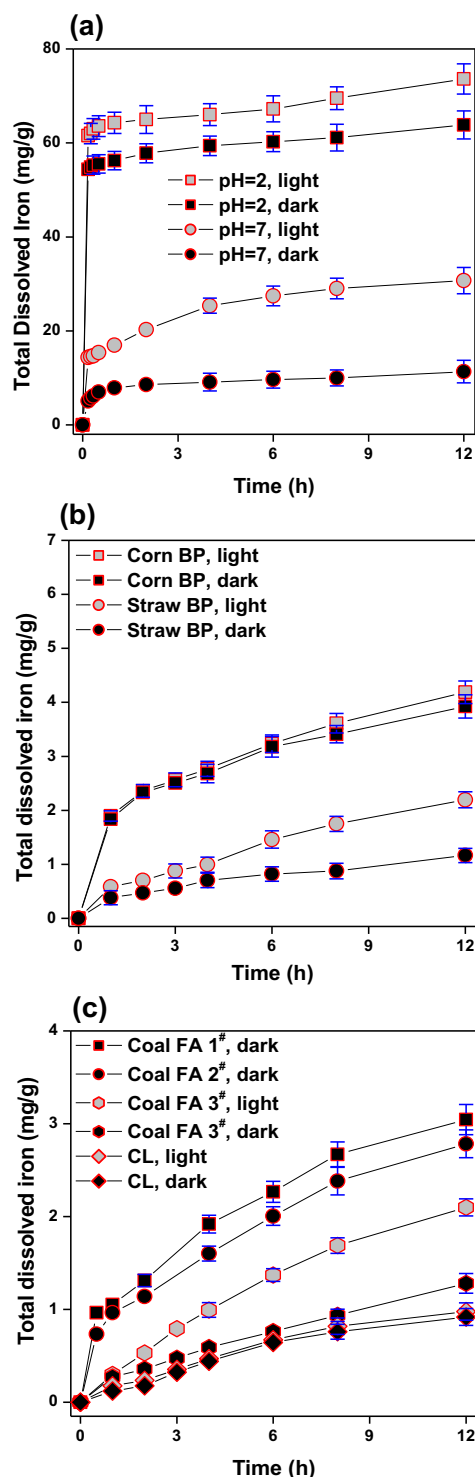 (a)
80
60
40
20
0
Total Dissolved Iron (mg/g)
pH=2, light
pH=2, dark
pH=7, light
pH=7, dark
0 3 6 9 12
Time (h)
(b)
7
6
5
4
3
2
1
0
Total dissolved iron (mg/g)
Corn BP, light
Corn BP, dark
Straw BP, light
Straw BP, dark
0 3 6 9 12
Time (h)
(c)
4
3
2
1
0
Total dissolved iron (mg/g)
Coal FA 1#, dark
Coal FA 2#, dark
Coal FA 3#, light
Coal FA 3#, dark
CL, light
CL, dark
0 3 6 9 12
Time (h)